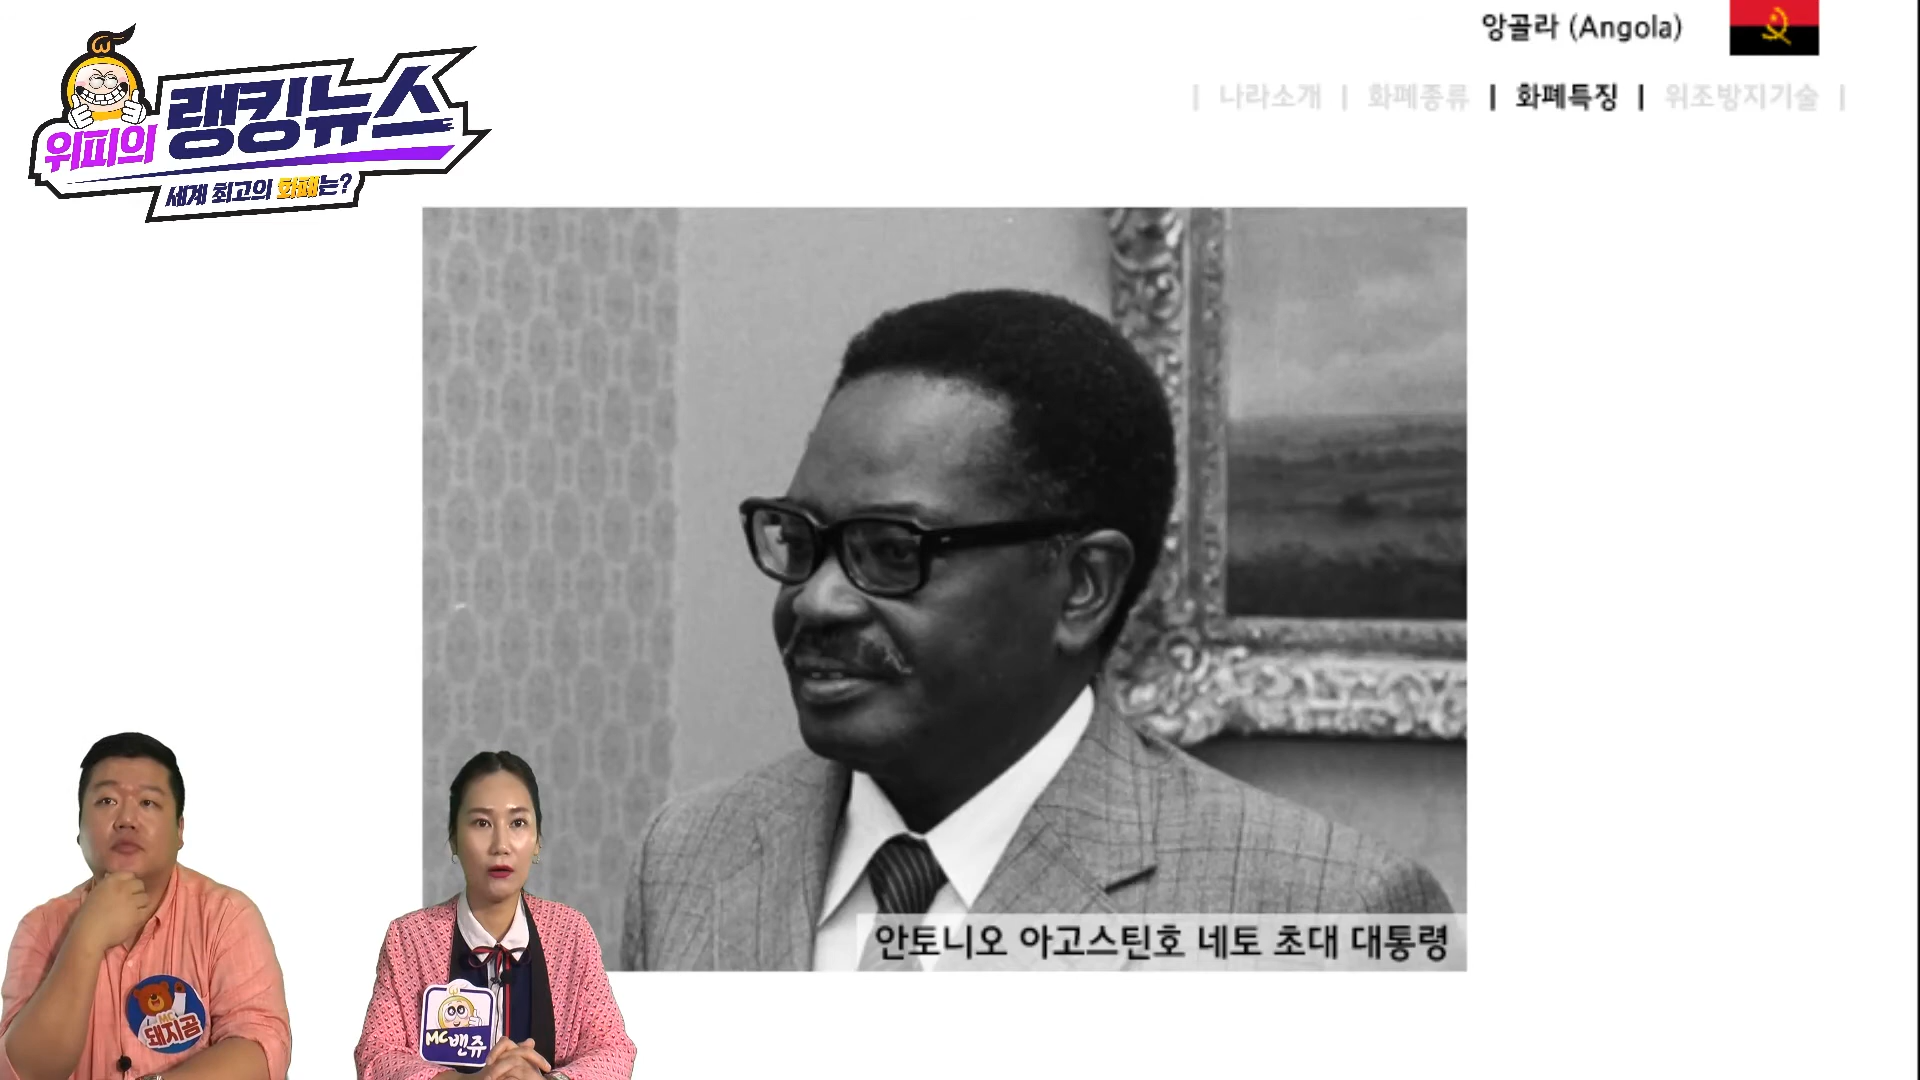 앙골라 (Angola)
| 나라소개 | 화폐종류 | 화폐특징 | 위조방지기술 |
위피의 랭킹뉴스
세계 최고의 화폐는?
안토니오 아고스틴호 네토 초대 대통령
MC 돼지곰
MC 밴쥬